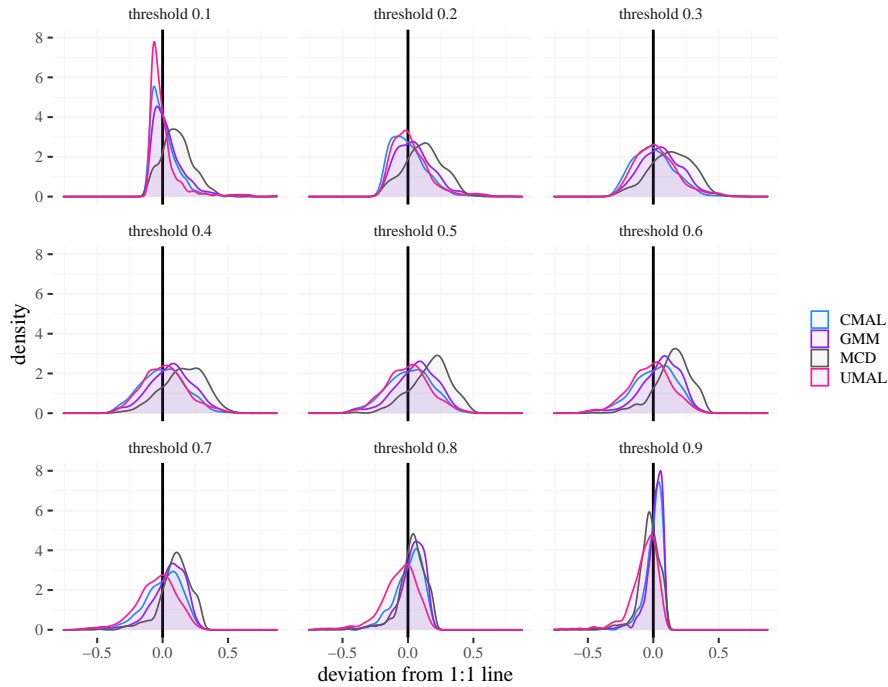 threshold 0.1
threshold 0.2
threshold 0.3
8
6
4
2
0
threshold 0.4
threshold 0.5
threshold 0.6
8
6
4
2
0
density
CMAL
GMM
MCD
UMAL
threshold 0.7
threshold 0.8
threshold 0.9
8
6
4
2
0
−0.5 0.0 0.5
−0.5 0.0 0.5
−0.5 0.0 0.5
deviation from 1:1 line